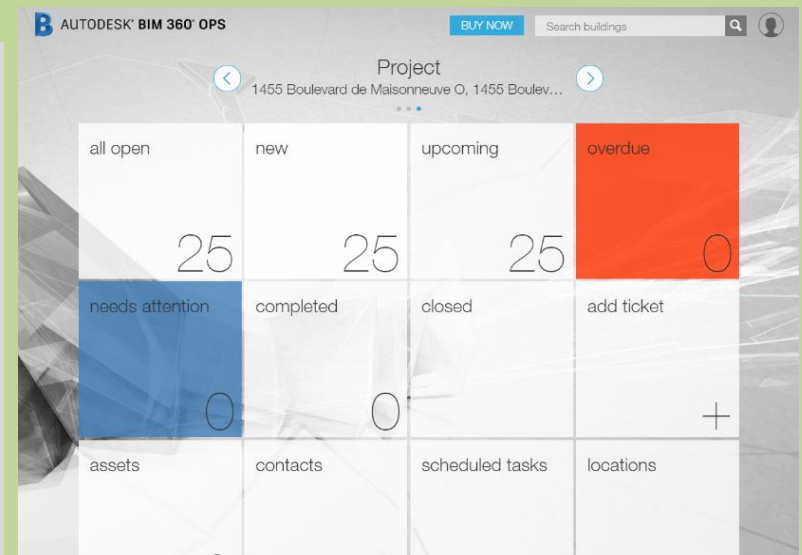 AUTODESK® BIM 360® OPS
BUY NOW
Search buildings
Project
1455 Boulevard de Maisonneuve O, 1455 Boulev...
all open
25
new
25
upcoming
25
overdue
0
needs attention
0
completed
0
closed
add ticket
+
assets
contacts
scheduled tasks
locations